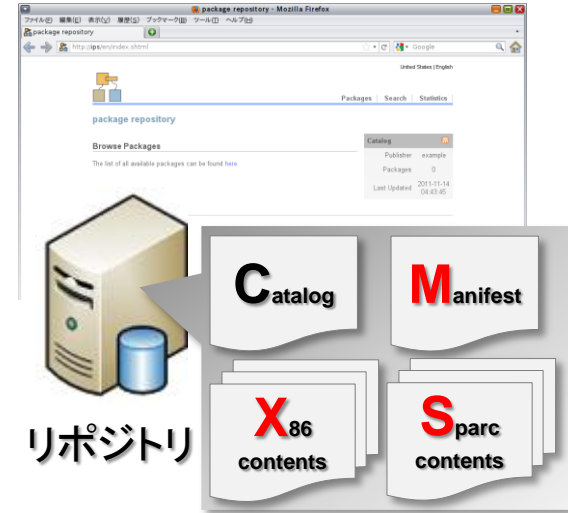 package repository - Mozilla Firefox
ファイル(F) 編集(E) 表示(V) 履歴(S) ブックマーク(B) ツール(T) ヘルプ(H)
package repository
http://ips/en/index.shtml
Google
United States | English
Packages | Search | Statistics
package repository
Browse Packages
The list of all available packages can be found here.
Catalog
Publisher example
Packages 0
Last Updated 2011-11-14 04:43:45
Catalog
Manifest
X86 contents
Sparc contents
リポジトリ